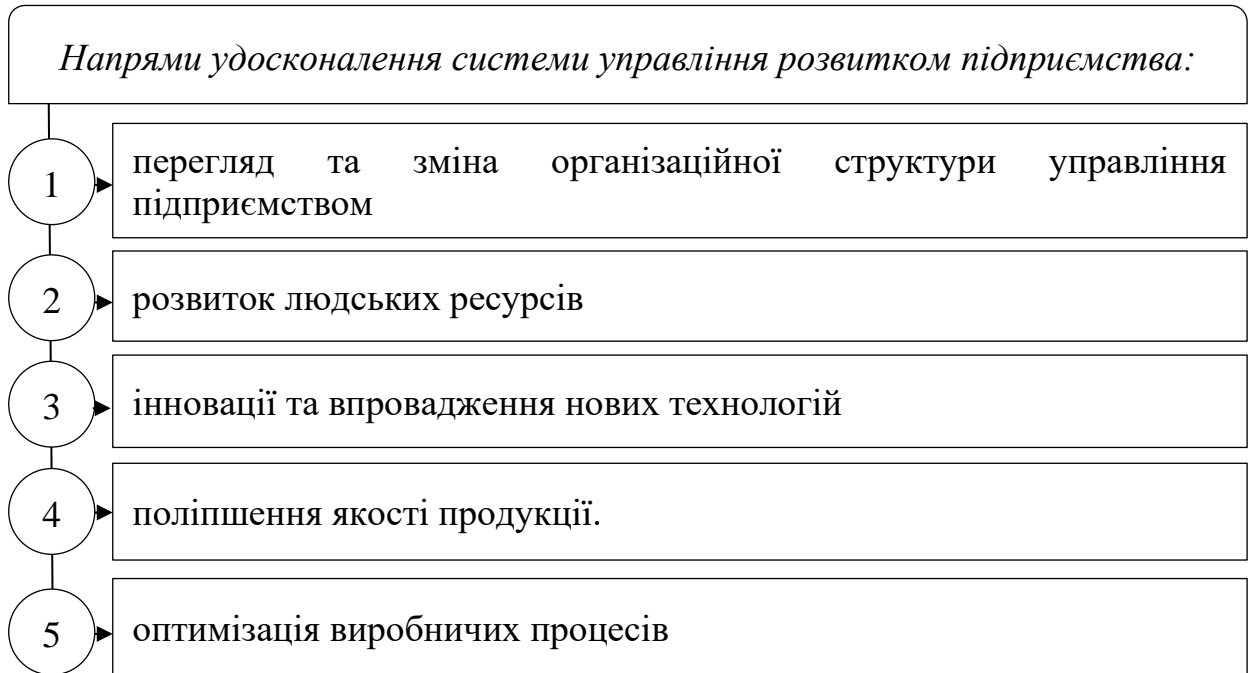 Напрями удосконалення системи управління розвитком підприємства:
1
перегляд та зміна організаційної структури управління
підприємством
2
розвиток людських ресурсів
3
інновації та впровадження нових технологій
4
поліпшення якості продукції.
5
оптимізація виробничих процесів